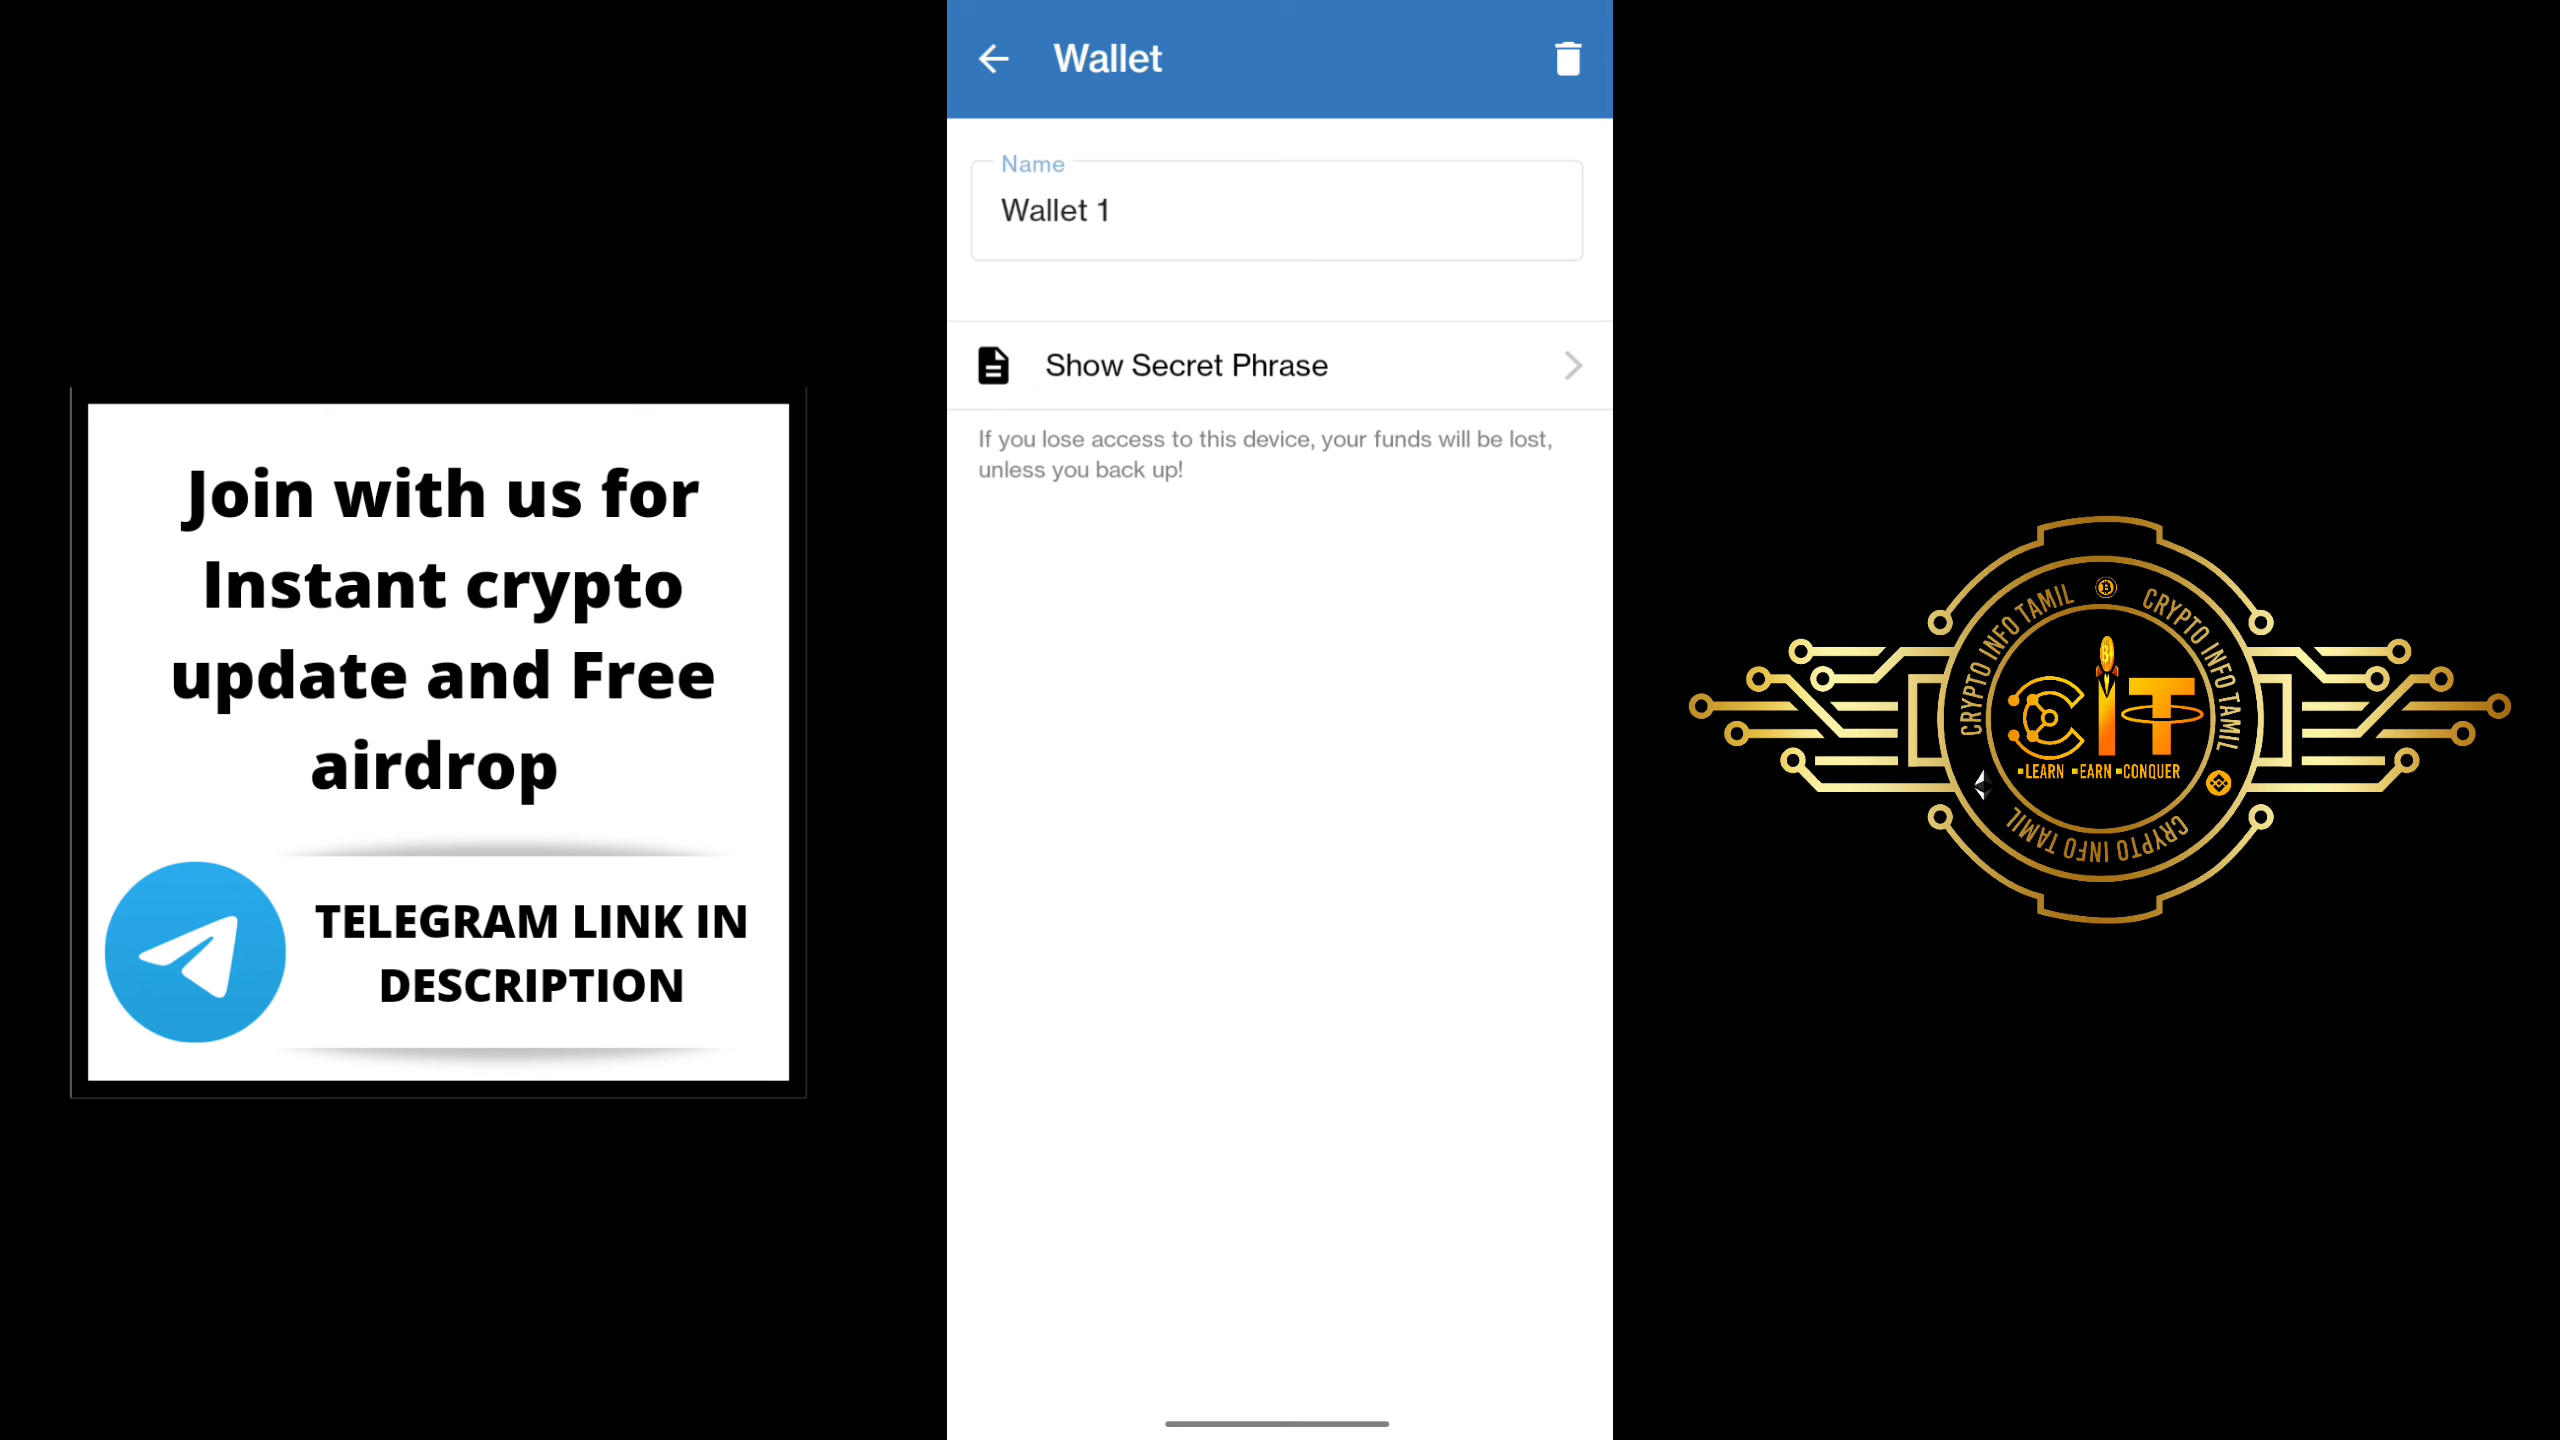 Join with us for
Instant crypto
update and Free
airdrop
TELEGRAM LINK IN
DESCRIPTION
Wallet
Name
Wallet 1
Show Secret Phrase
If you lose access to this device, your funds will be lost,
unless you back up!
CRYPTO INFO TAMIL
CRYPTO INFO TAMIL
CIT
▪LEARN ▪EARN ▪CONQUER
CRYPTO INFO TAMIL